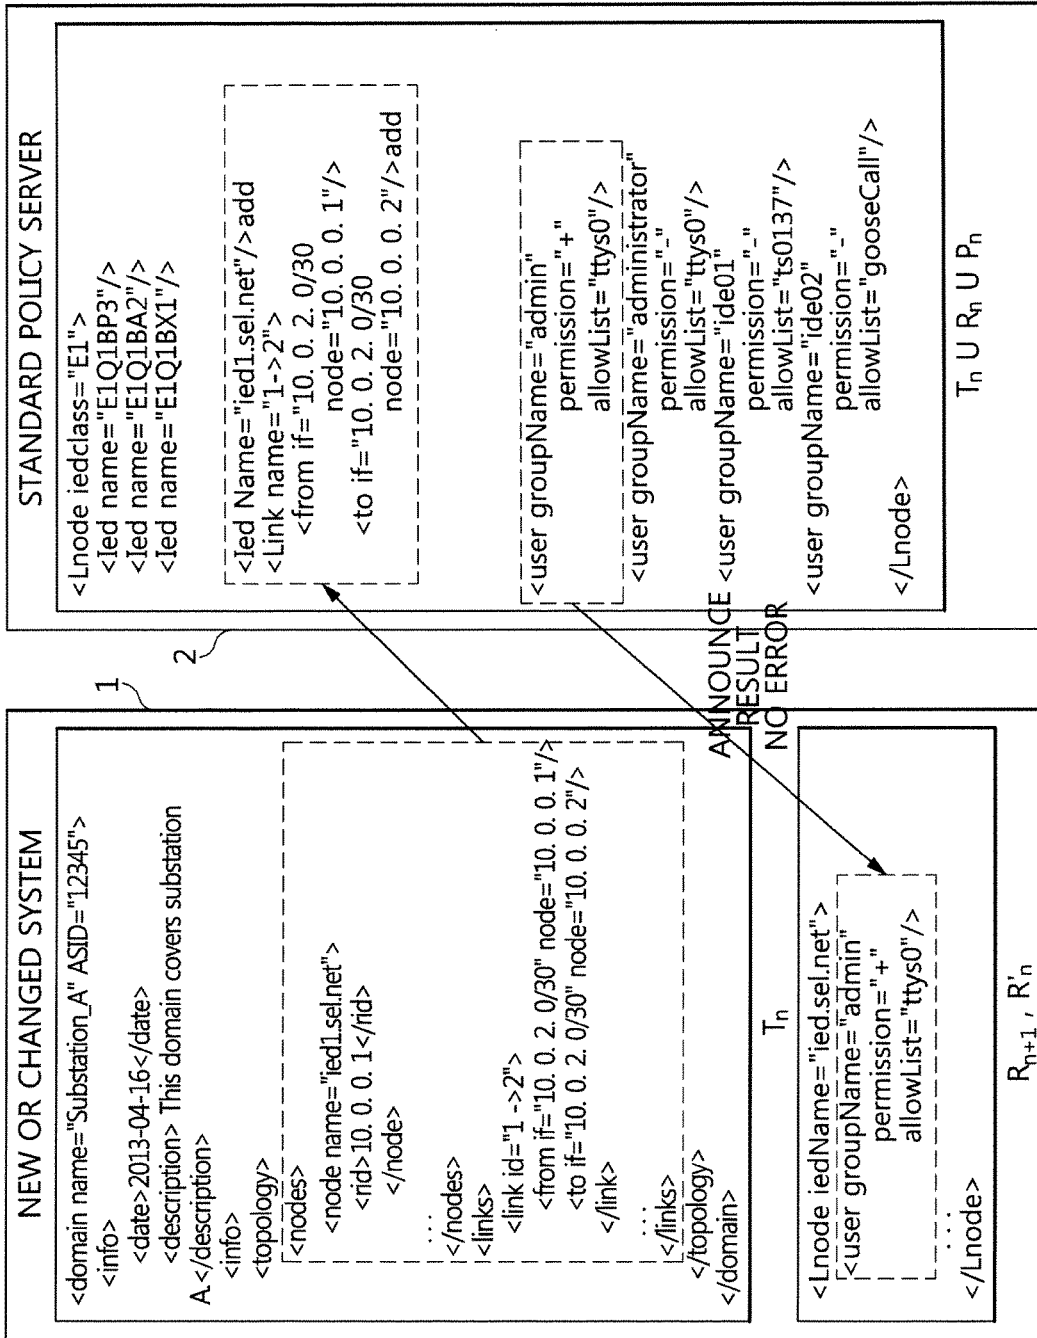 NEW OR CHANGED SYSTEM
<domain name="Substation_A" ASID="12345">
<info>
<date>2013-04-16</date>
<description> This domain covers substation
A.</description>
<info>
<topology>
<nodes>
<node name="ied1.sel.net">
<rid>10. 0. 0. 1</rid>
</node>
...
</nodes>
<links>
<link id="1 ->2">
<from if="10. 0. 2. 0/30" node="10. 0. 0. 1"/>
<to if="10. 0. 2. 0/30" node="10. 0. 0. 2"/>
</link>
...
</links>
</topology>
</domain>
Tn
<Lnode iedName="ied.sel.net">
<user groupName="admin"
permission="+"
allowList="ttys0"/>
...
</Lnode>
Rn+1 , R'n
1
2
ANNOUNCE
RESULT
NO ERROR
STANDARD POLICY SERVER
<Lnode iedclass="E1">
<Ied name="E1Q1BP3"/>
<Ied name="E1Q1BA2"/>
<Ied name="E1Q1BX1"/>
<Ied Name="ied1.sel.net"/>add
<Link name="1->2">
<from if="10. 0. 2. 0/30
node="10. 0. 0. 1"/>
<to if="10. 0. 2. 0/30
node="10. 0. 0. 2"/>add
<user groupName="admin"
permission="+"
allowList="ttys0"/>
<user groupName="administrator"
permission="-"
allowList="ttys0"/>
<user groupName="ide01"
permission="-"
allowList="ts0137"/>
<user groupName="ide02"
permission="-"
allowList="gooseCall"/>
</Lnode>
Tn U Rn U Pn